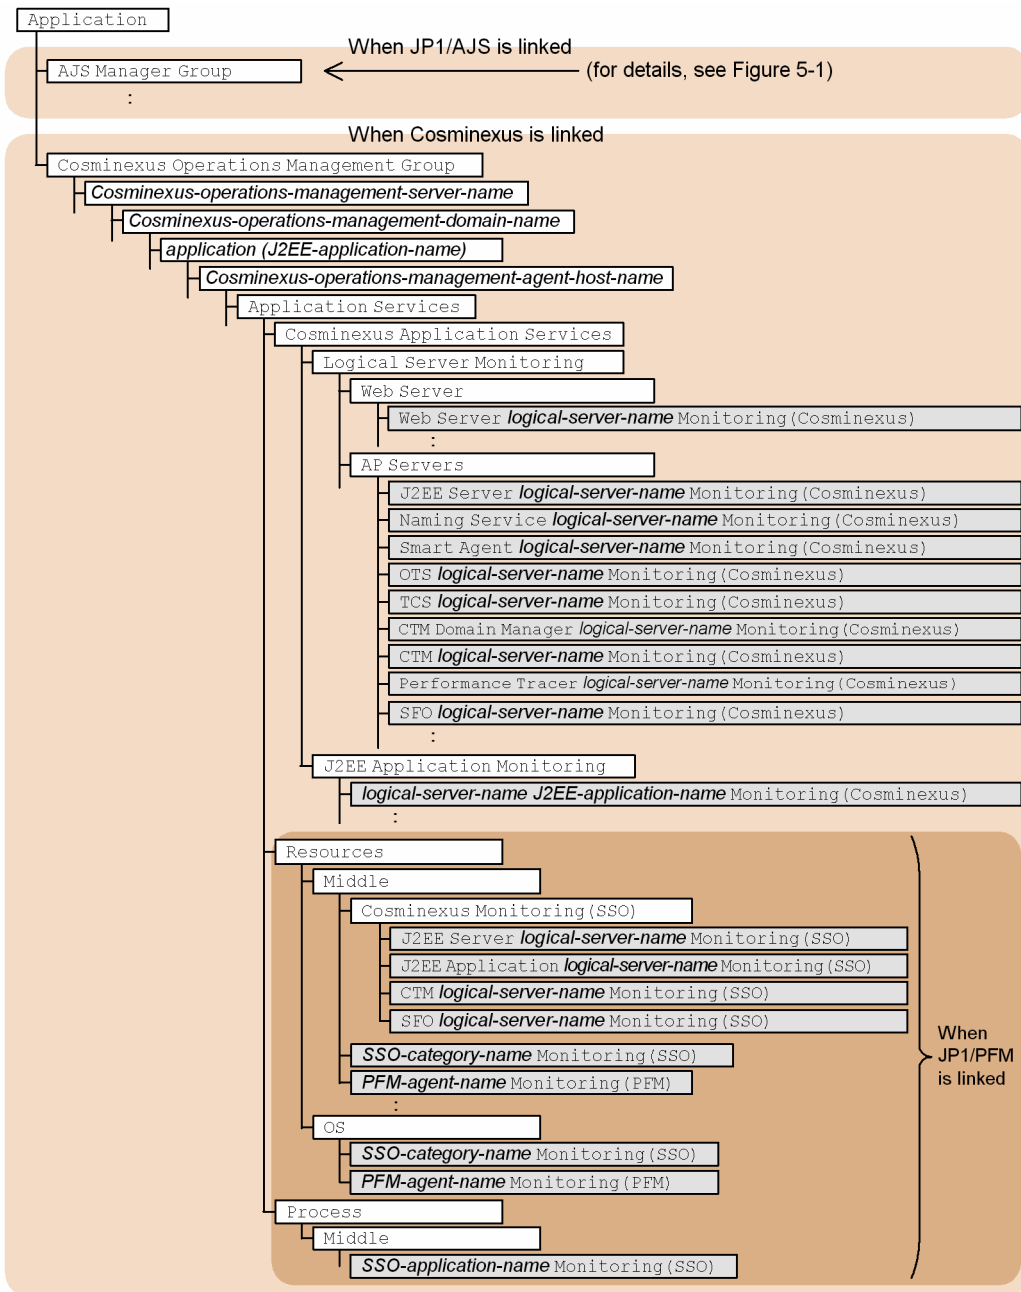 Application
When JP1/AJS is linked
AJS Manager Group
(for details, see Figure 5-1)
:
When Cosminexus is linked
Cosminexus Operations Management Group
Cosminexus-operations-management-server-name
Cosminexus-operations-management-domain-name
application (J2EE-application-name)
Cosminexus-operations-management-agent-host-name
Application Services
Cosminexus Application Services
Logical Server Monitoring
Web Server
Web Server logical-server-name Monitoring(Cosminexus)
:
AP Servers
J2EE Server logical-server-name Monitoring(Cosminexus)
Naming Service logical-server-name Monitoring(Cosminexus)
Smart Agent logical-server-name Monitoring(Cosminexus)
OTS logical-server-name Monitoring(Cosminexus)
TCS logical-server-name Monitoring(Cosminexus)
CTM Domain Manager logical-server-name Monitoring(Cosminexus)
CTM logical-server-name Monitoring(Cosminexus)
Performance Tracer logical-server-name Monitoring(Cosminexus)
SFO logical-server-name Monitoring(Cosminexus)
:
J2EE Application Monitoring
logical-server-name J2EE-application-name Monitoring(Cosminexus)
:
Resources
Middle
Cosminexus Monitoring(SSO)
J2EE Server logical-server-name Monitoring(SSO)
J2EE Application logical-server-name Monitoring(SSO)
CTM logical-server-name Monitoring(SSO)
SFO logical-server-name Monitoring(SSO)
SSO-category-name Monitoring(SSO)
PFM-agent-name Monitoring(PFM)
:
OS
SSO-category-name Monitoring(SSO)
PFM-agent-name Monitoring(PFM)
Process
Middle
SSO-application-name Monitoring(SSO)
When
JP1/PFM
is linked